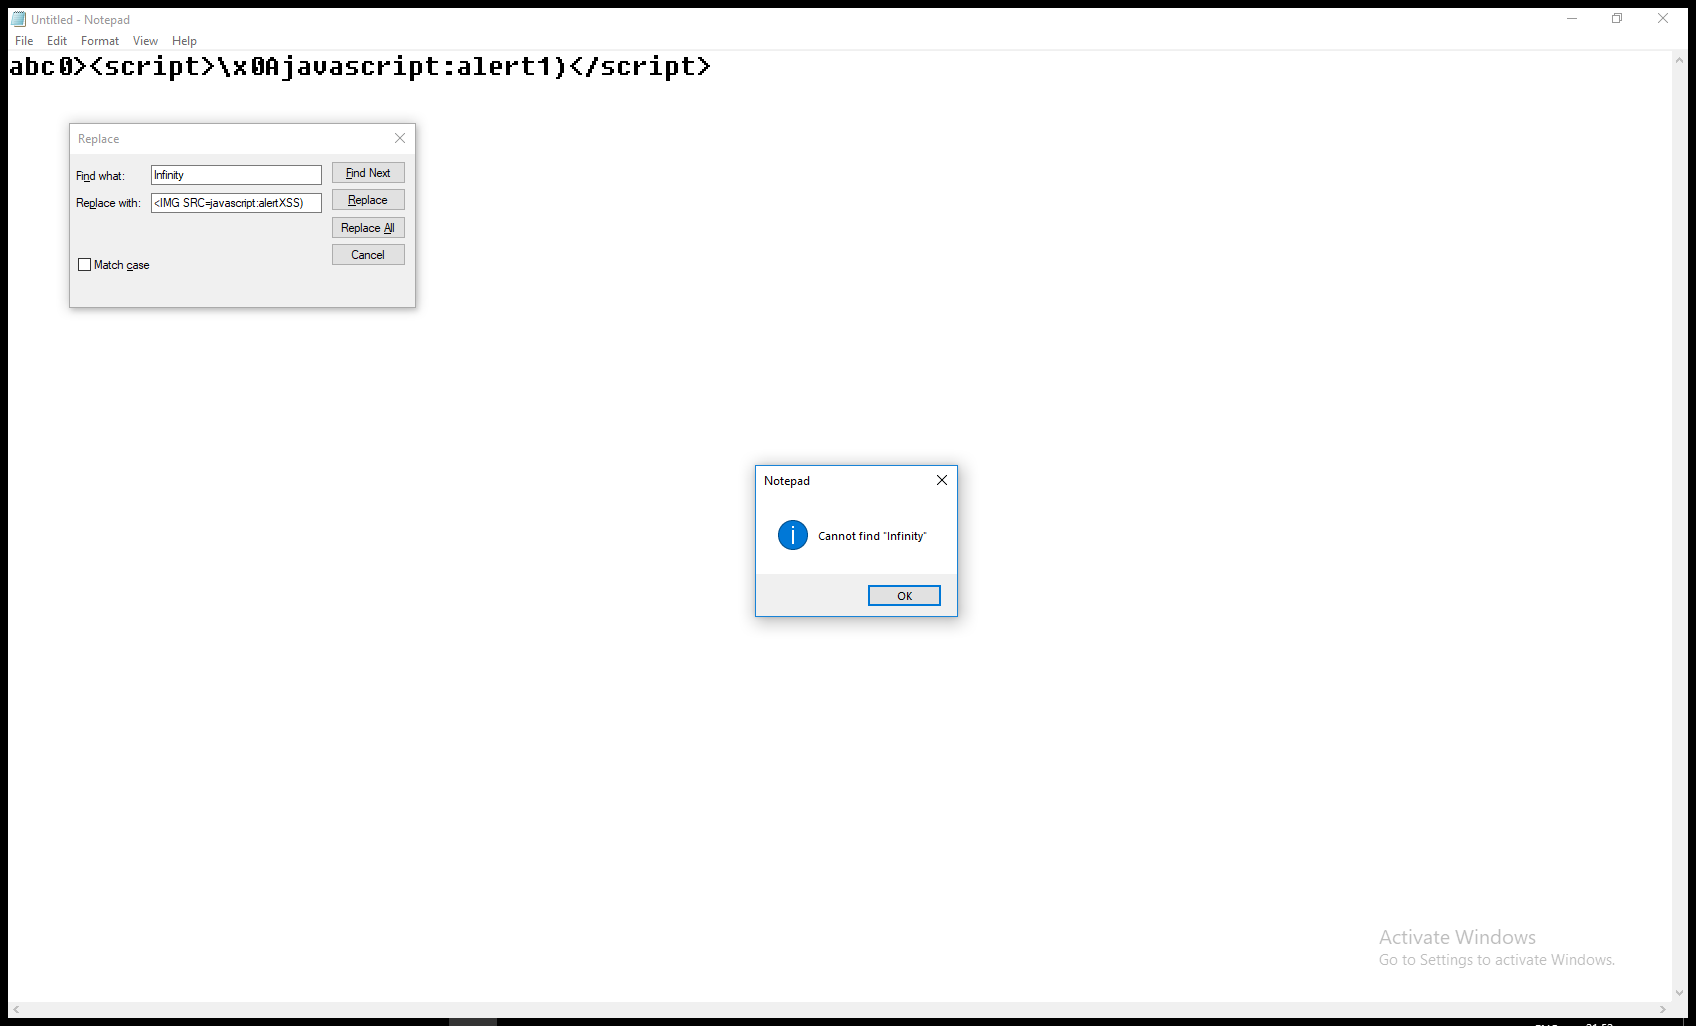 Untitled - Notepad
File Edit Format View Help
abc0><script>\x0Ajavascript:alert1)</script>
Replace
Find what: Infinity Find Next
Replace with: <IMG SRC=javascript:alertXSS) Replace
Replace All
Cancel
Match case
Notepad
Cannot find "Infinity"
OK
Activate Windows
Go to Settings to activate Windows.